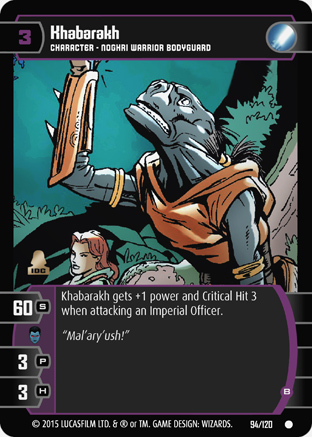 3
Khabarakh
CHARACTER - NOGHRI WARRIOR BODYGUARD
IDC
60 S
Khabarakh gets +1 power and Critical Hit 3
when attacking an Imperial Officer.
"Mal'ary'ush!"
3 P
3 H
B
© 2015 LUCASFILM LTD. & ® or TM. GAME DESIGN: WIZARDS. 94/120